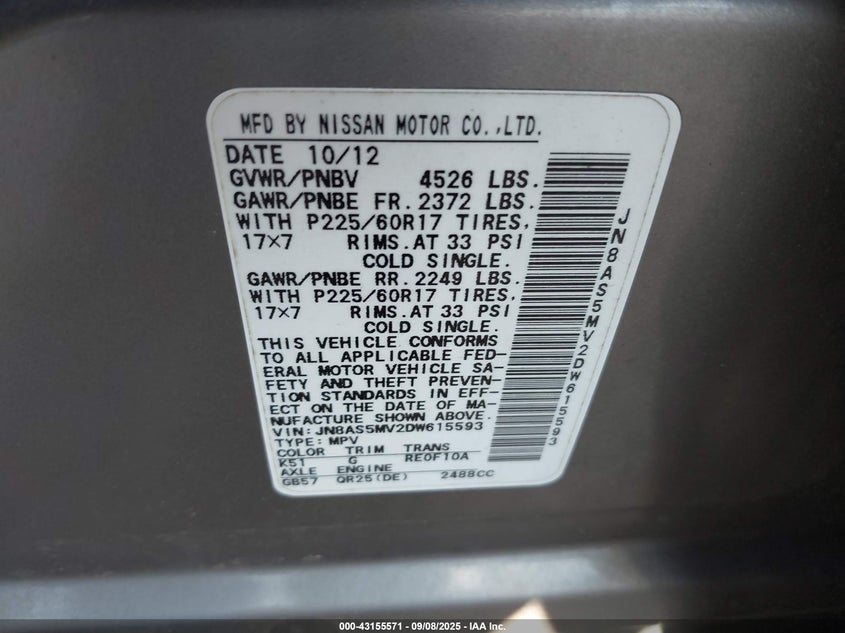 MFD BY NISSAN MOTOR CO.,LTD.
DATE 10/12
GVWR/PNBV 4526 LBS.
GAWR/PNBE FR.2372 LBS.
WITH P225/60R17 TIRES,
17×7 RIMS.AT 33 PSI
COLD SINGLE.
GAWR/PNBE RR.2249 LBS.
WITH P225/60R17 TIRES.
17×7 RIMS.AT 33 PSI
COLD SINGLE.
THIS VEHICLE CONFORMS
TO ALL APPLICABLE FED-
ERAL MOTOR VEHICLE SA-
FETY AND THEFT PREVEN-
TION STANDARDS IN EFF-
ECT ON THE DATE OF MA-
NUFACTURE SHOWN ABOVE.
VIN: JN8AS5MV2DW615593
TYPE: MPV
COLOR TRIM TRANS
K51 G RE0F10A
AXLE ENGINE
GB57 QR25(DE) 2488CC
JN8AS5MV2DW615593
000-43155571 - 09/08/2025 - IAA Inc.